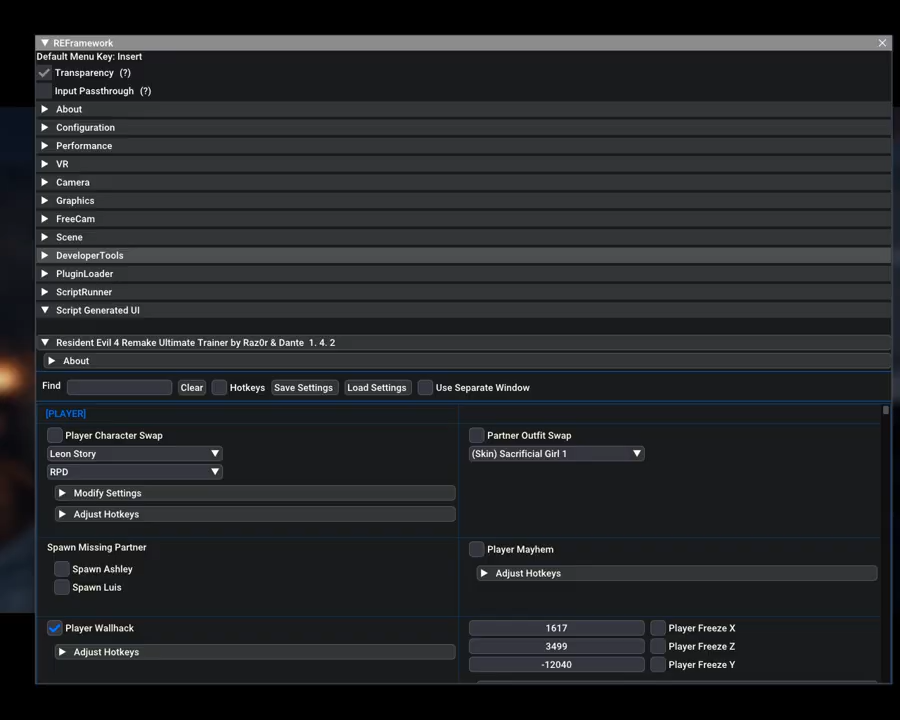 REFramework
Default Menu Key: Insert
Transparency (?)
Input Passthrough (?)
About
Configuration
Performance
VR
Camera
Graphics
FreeCam
Scene
DeveloperTools
PluginLoader
ScriptRunner
Script Generated UI
Resident Evil 4 Remake Ultimate Trainer by Raz0r & Dante 1. 4. 2
About
Find Clear Hotkeys Save Settings Load Settings Use Separate Window
[PLAYER]
Player Character Swap Partner Outfit Swap
Leon Story (Skin) Sacrificial Girl 1
RPD
Modify Settings
Adjust Hotkeys
Spawn Missing Partner Player Mayhem
Spawn Ashley Adjust Hotkeys
Spawn Luis
Player Wallhack 1617 Player Freeze X
3499 Player Freeze Z
Adjust Hotkeys -12040 Player Freeze Y